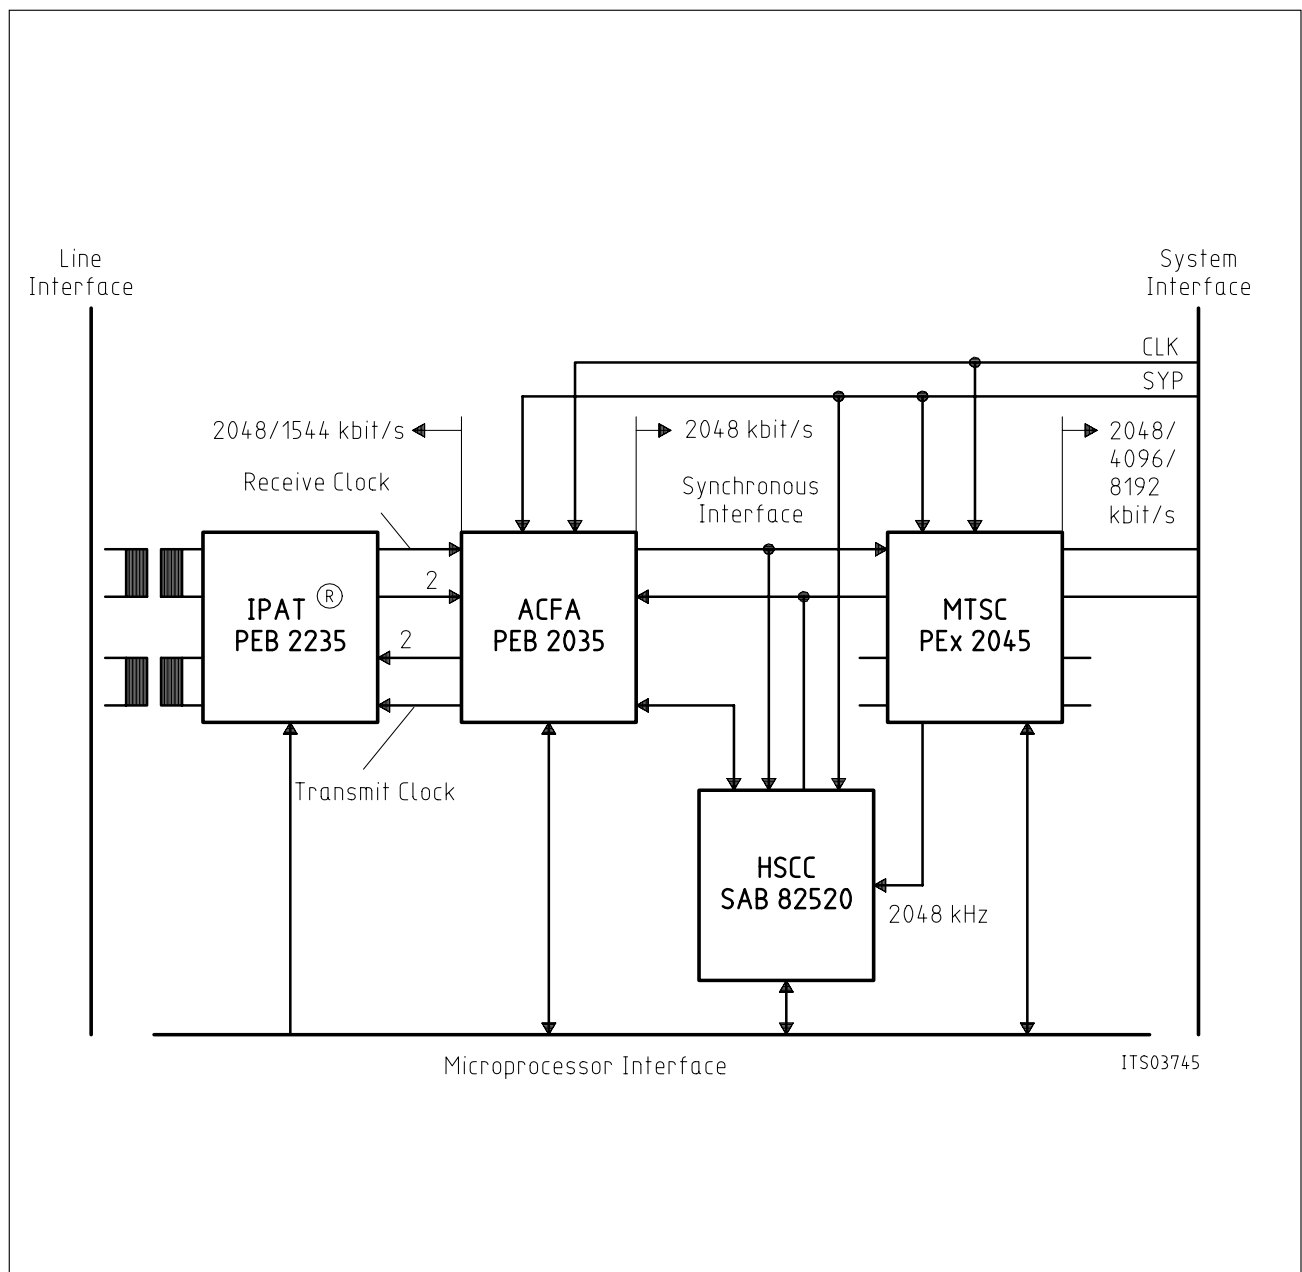 Line
Interface
System
Interface
CLK
SYP
2048/1544 kbit/s
2048 kbit/s
2048/
4096/
8192
kbit/s
Receive Clock
Synchronous
Interface
2
IPAT ®
PEB 2235
2
ACFA
PEB 2035
MTSC
PEx 2045
Transmit Clock
HSCC
SAB 82520
2048 kHz
Microprocessor Interface
ITS03745